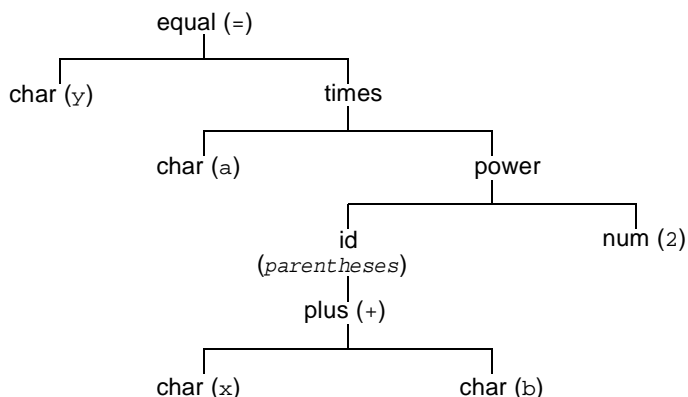 equal (=)
char (y) times
char (a) power
id num (2)
(parentheses)
plus (+)
char (x) char (b)